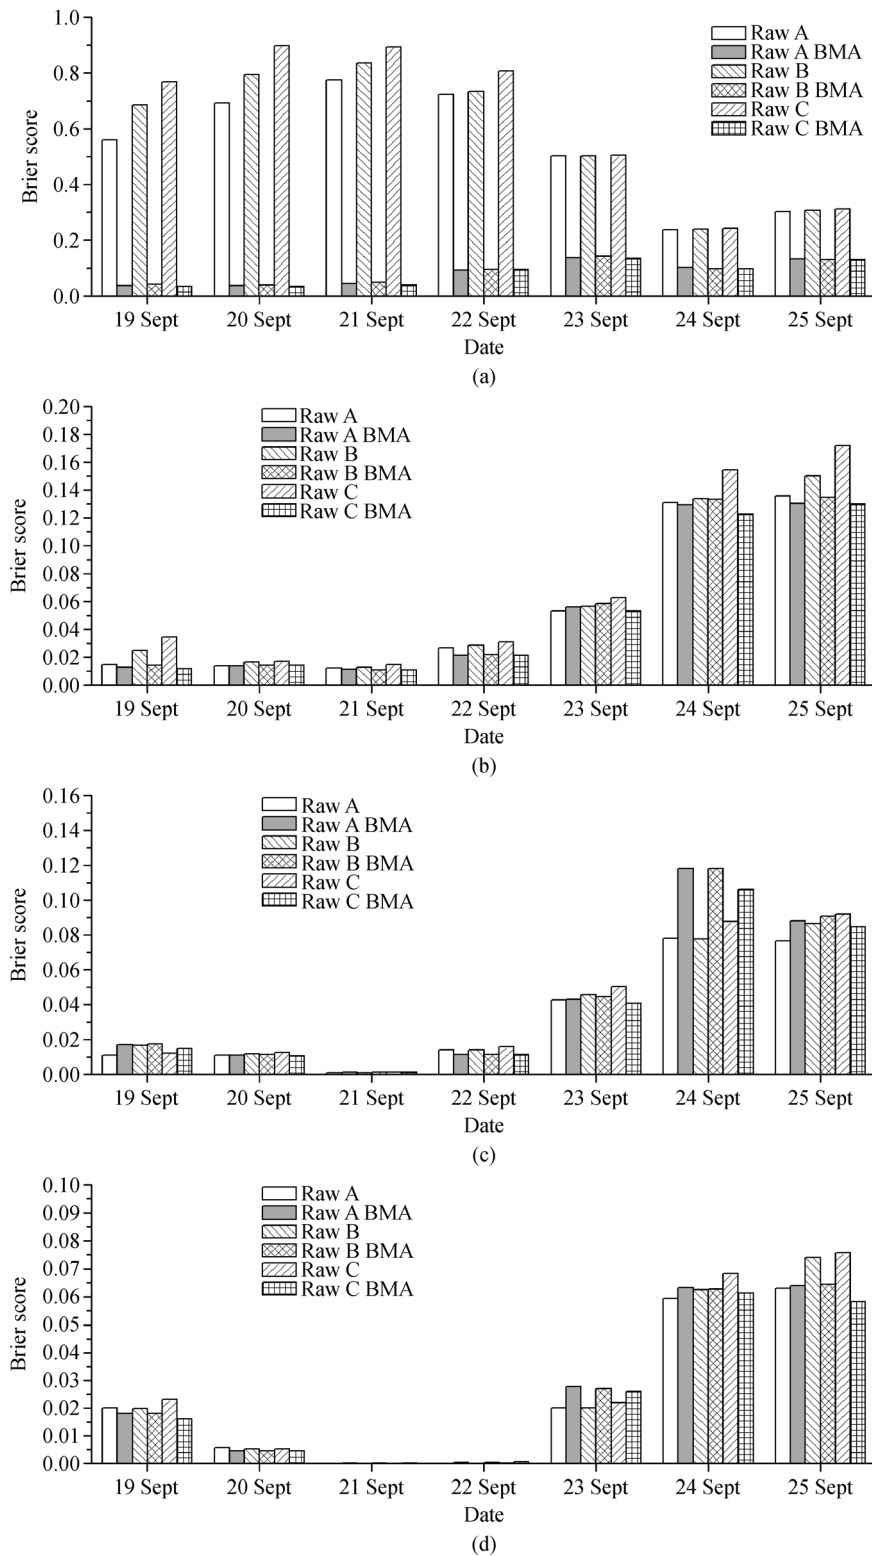 1.0
0.8
0.6
0.4
0.2
0.0
Brier score
Raw A
Raw A BMA
Raw B
Raw B BMA
Raw C
Raw C BMA
19 Sept 20 Sept 21 Sept 22 Sept 23 Sept 24 Sept 25 Sept
Date
(a)
0.20
0.18
0.16
0.14
0.12
0.10
0.08
0.06
0.04
0.02
0.00
Brier score
Raw A
Raw A BMA
Raw B
Raw B BMA
Raw C
Raw C BMA
19 Sept 20 Sept 21 Sept 22 Sept 23 Sept 24 Sept 25 Sept
Date
(b)
0.16
0.14
0.12
0.10
0.08
0.06
0.04
0.02
0.00
Brier score
Raw A
Raw A BMA
Raw B
Raw B BMA
Raw C
Raw C BMA
19 Sept 20 Sept 21 Sept 22 Sept 23 Sept 24 Sept 25 Sept
Date
(c)
0.10
0.09
0.08
0.07
0.06
0.05
0.04
0.03
0.02
0.01
0.00
Brier score
Raw A
Raw A BMA
Raw B
Raw B BMA
Raw C
Raw C BMA
19 Sept 20 Sept 21 Sept 22 Sept 23 Sept 24 Sept 25 Sept
Date
(d)